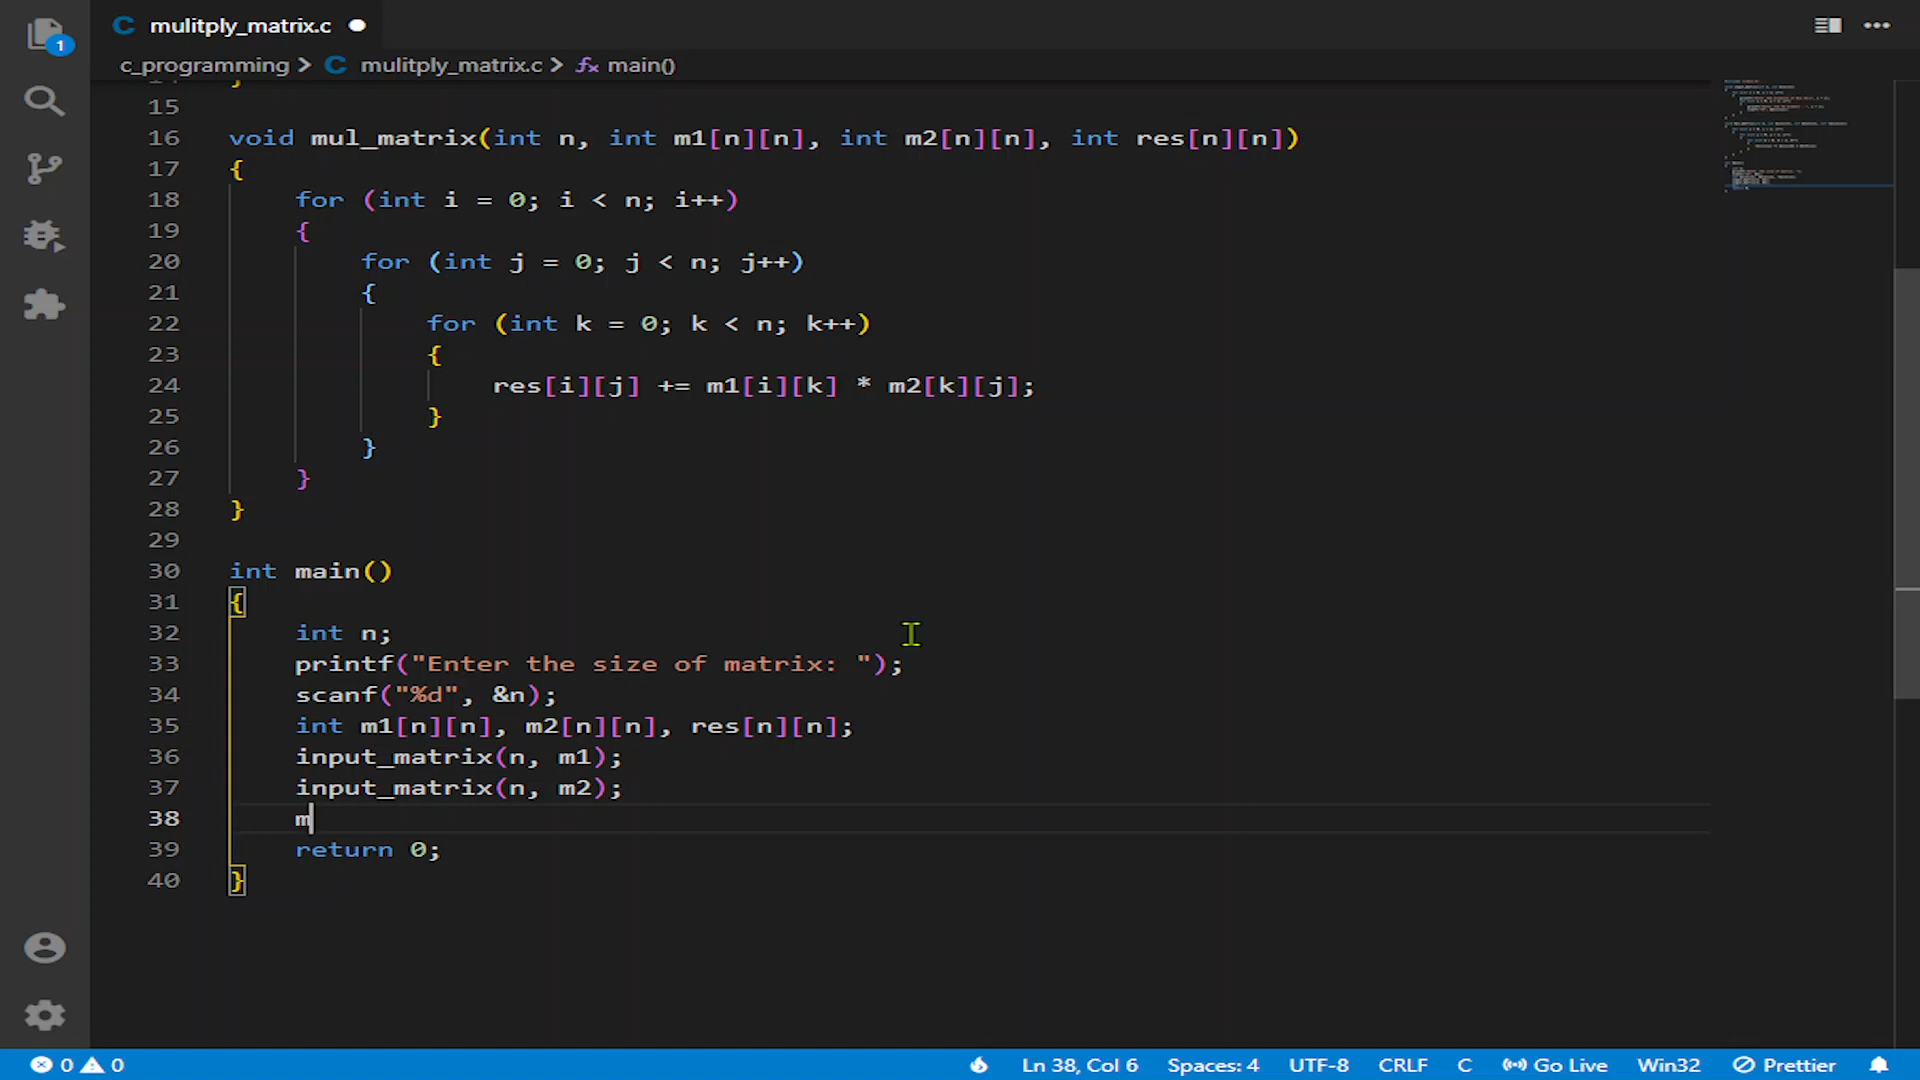 mulitply_matrix.c
c_programming > C mulitply_matrix.c > main()
1
15
16 void mul_matrix(int n, int m1[n][n], int m2[n][n], int res[n][n])
17 {
18 for (int i = 0; i < n; i++)
19 {
20 for (int j = 0; j < n; j++)
21 {
22 for (int k = 0; k < n; k++)
23 {
24 res[i][j] += m1[i][k] * m2[k][j];
25 }
26 }
27 }
28 }
29
30 int main()
31 {
32 int n;
33 printf("Enter the size of matrix: ");
34 scanf("%d", &n);
35 int m1[n][n], m2[n][n], res[n][n];
36 input_matrix(n, m1);
37 input_matrix(n, m2);
38 m
39 return 0;
40 }
0 0 Ln 38, Col 6 Spaces: 4 UTF-8 CRLF C Go Live Win32 Prettier